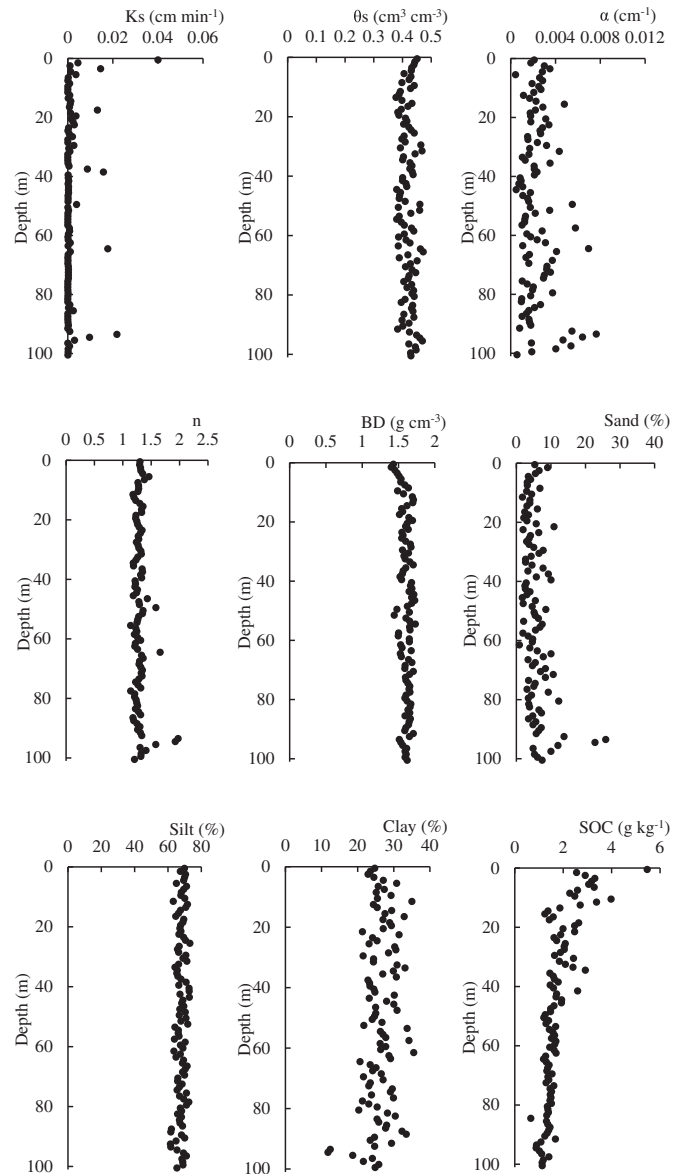 Ks (cm min⁻¹)
0 0.02 0.04 0.06
0
20
40
60
80
100
Depth (m)
θs (cm³ cm⁻³)
0 0.1 0.2 0.3 0.4 0.5
0
20
40
60
80
100
Depth (m)
α (cm⁻¹)
0 0.004 0.008 0.012
0
20
40
60
80
100
Depth (m)
n
0 0.5 1 1.5 2 2.5
0
20
40
60
80
100
Depth (m)
BD (g cm⁻³)
0 0.5 1 1.5 2
0
20
40
60
80
100
Depth (m)
Sand (%)
0 10 20 30 40
0
20
40
60
80
100
Depth (m)
Silt (%)
0 20 40 60 80
0
20
40
60
80
100
Depth (m)
Clay (%)
0 10 20 30 40
0
20
40
60
80
100
Depth (m)
SOC (g kg⁻¹)
0 2 4 6
0
20
40
60
80
100
Depth (m)